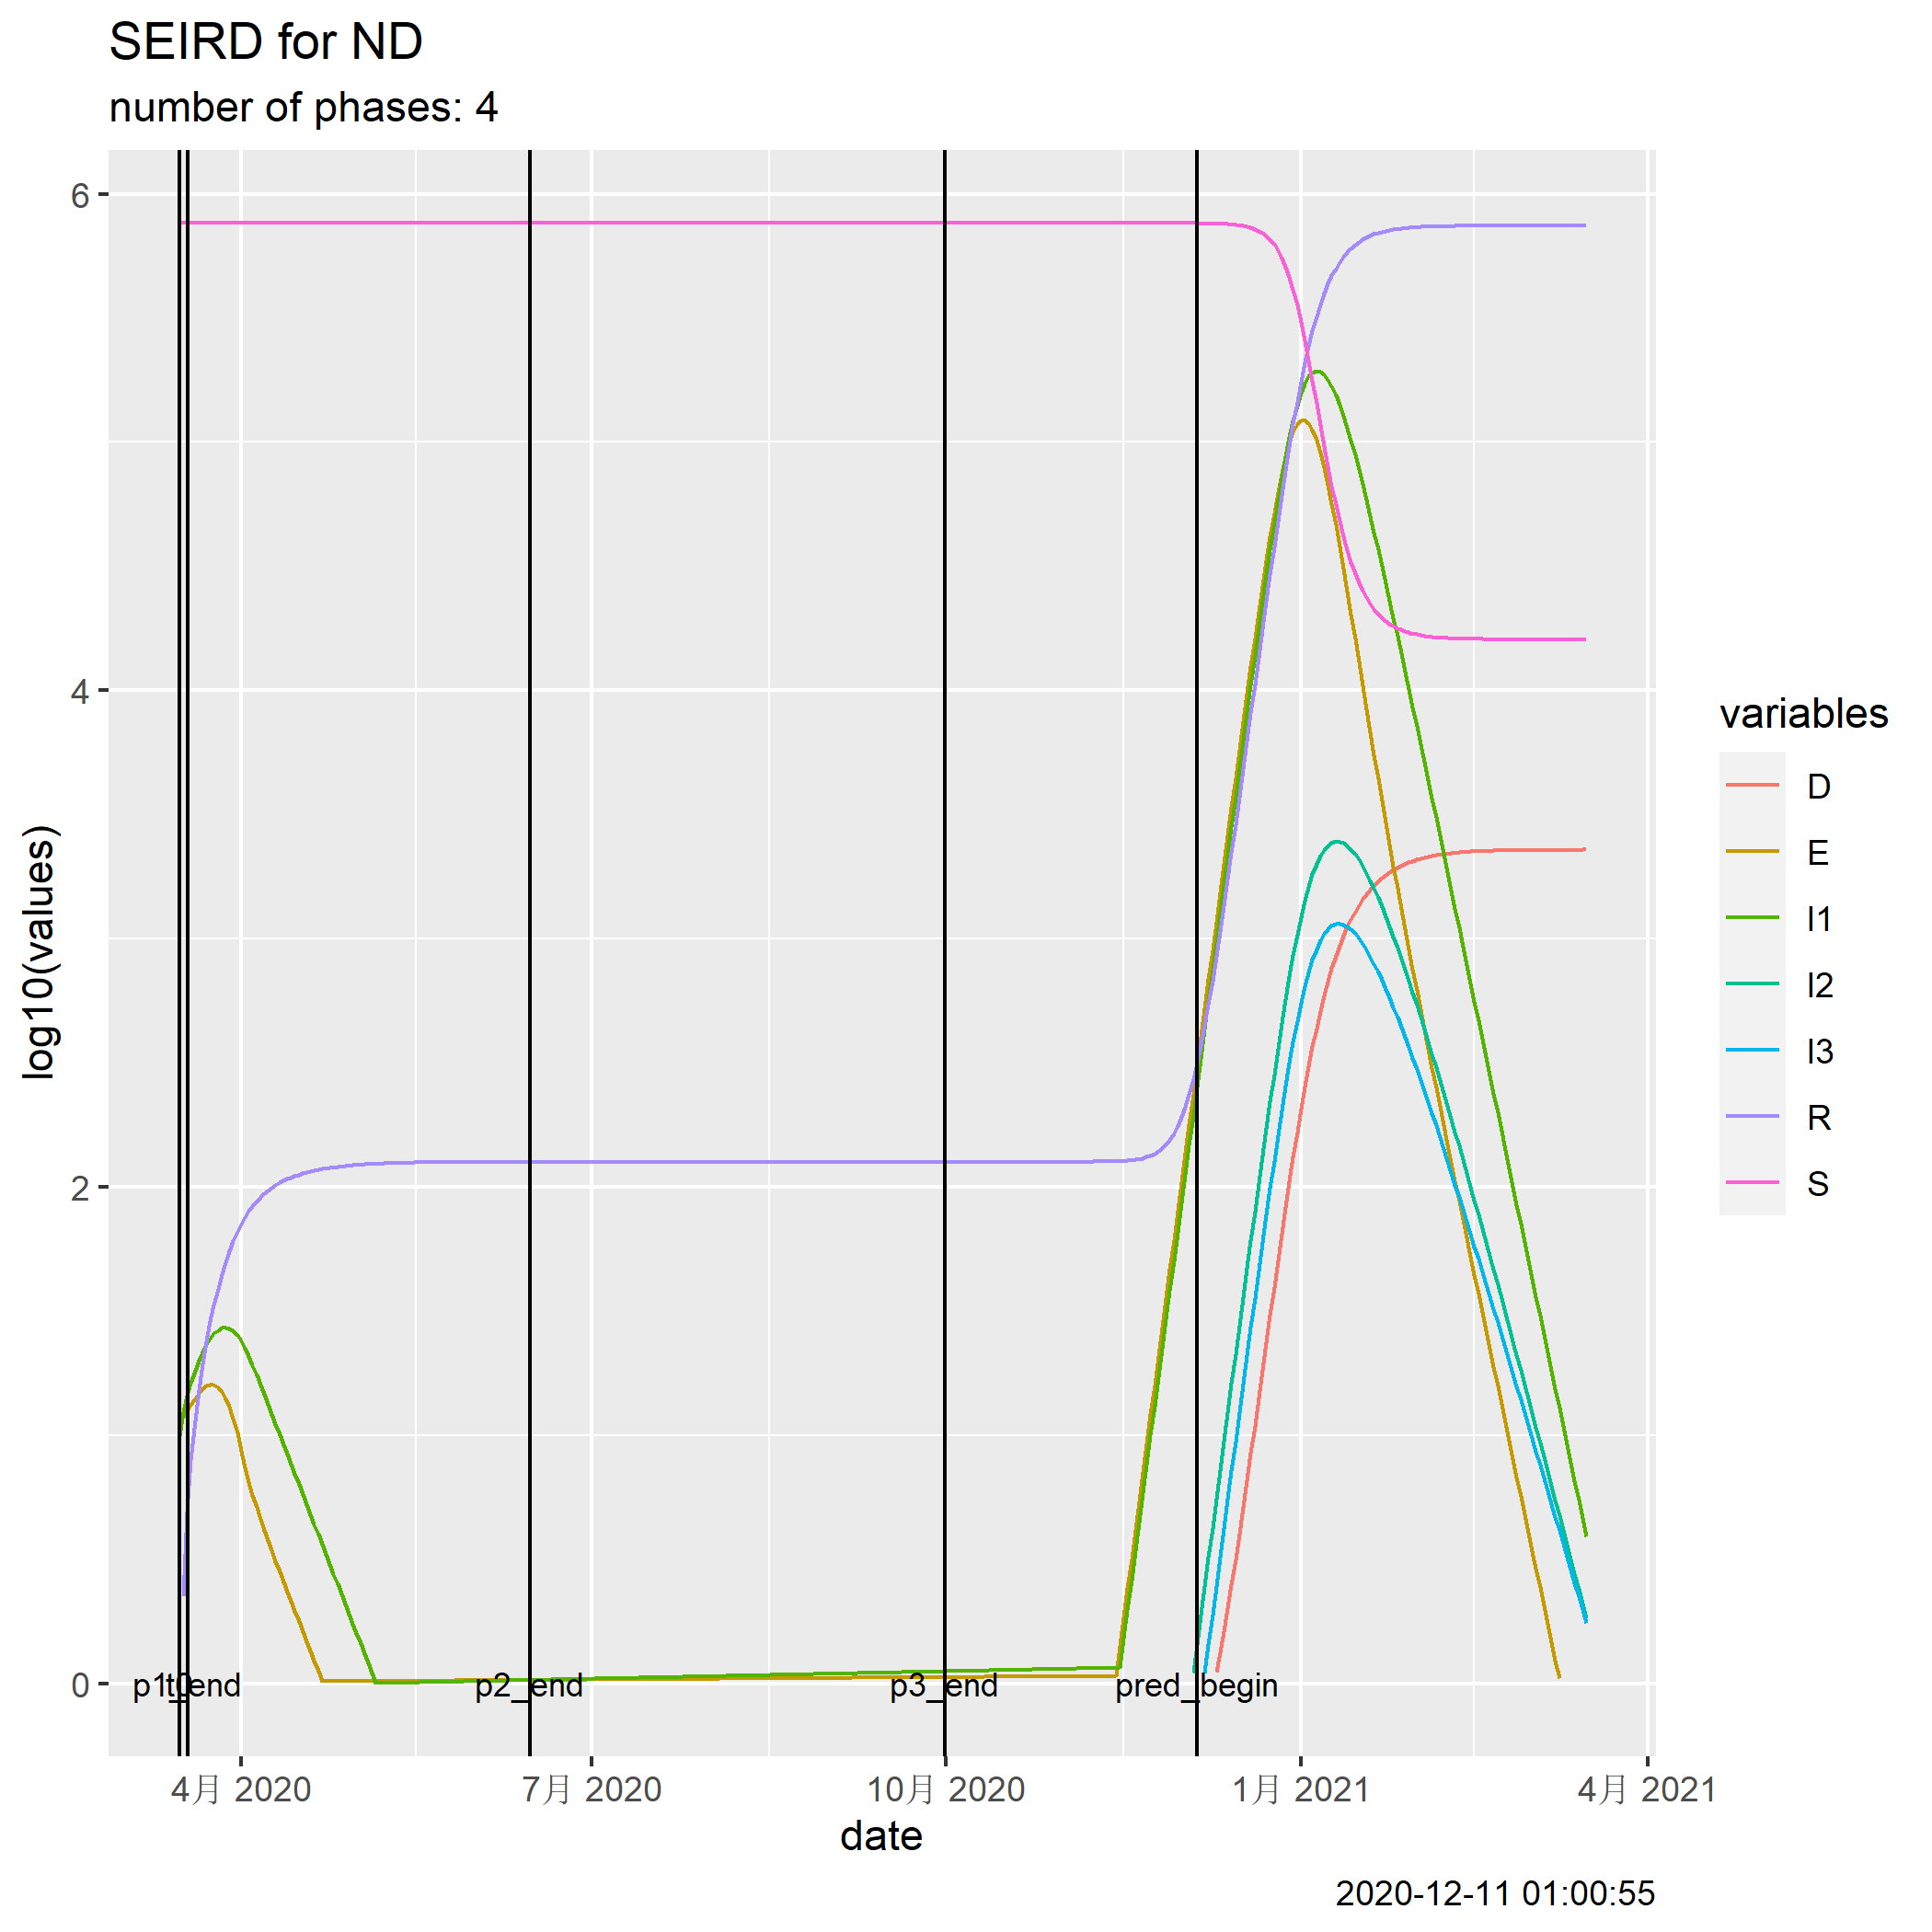 SEIRD for ND
number of phases: 4
6
4
2
0
log10(values)
p1_end
t0
p2_end
p3_end
pred_begin
4月 2020
7月 2020
10月 2020
1月 2021
4月 2021
date
variables
D
E
I1
I2
I3
R
S
2020-12-11 01:00:55